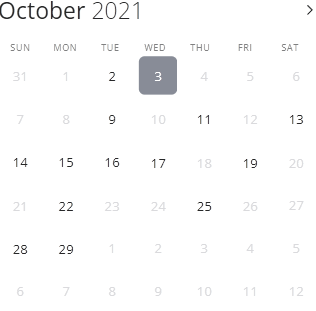 October 2021
SUN MON TUE WED THU FRI SAT
31 1 2 3 4 5 6
7 8 9 10 11 12 13
14 15 16 17 18 19 20
21 22 23 24 25 26 27
28 29 1 2 3 4 5
6 7 8 9 10 11 12